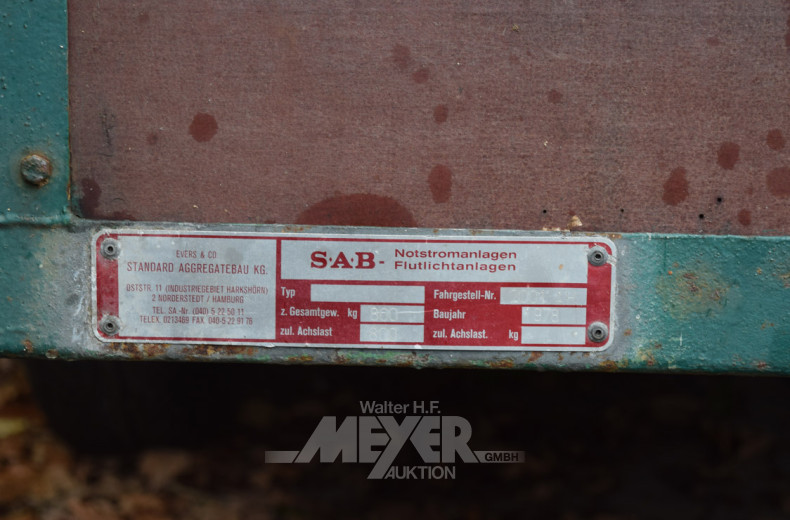 EVERS & CO
STANDARD AGGREGATEBAU KG.
OSTSTR. 11 (INDUSTRIEGEBIET HARKSHÖRN)
2 NORDERSTEDT / HAMBURG
TEL. SA-Nr. (040) 5 22 50 11
TELEX. 0213489 FAX. 040-5 22 91 78
S·A·B - Notstromanlagen
Flutlichtanlagen
Typ
Fahrgestell-Nr.
z. Gesamtgew. kg 860
Baujahr 1978
zul. Achslast 800
zul. Achslast. kg
Walter H.F.
MEYER GMBH
AUKTION